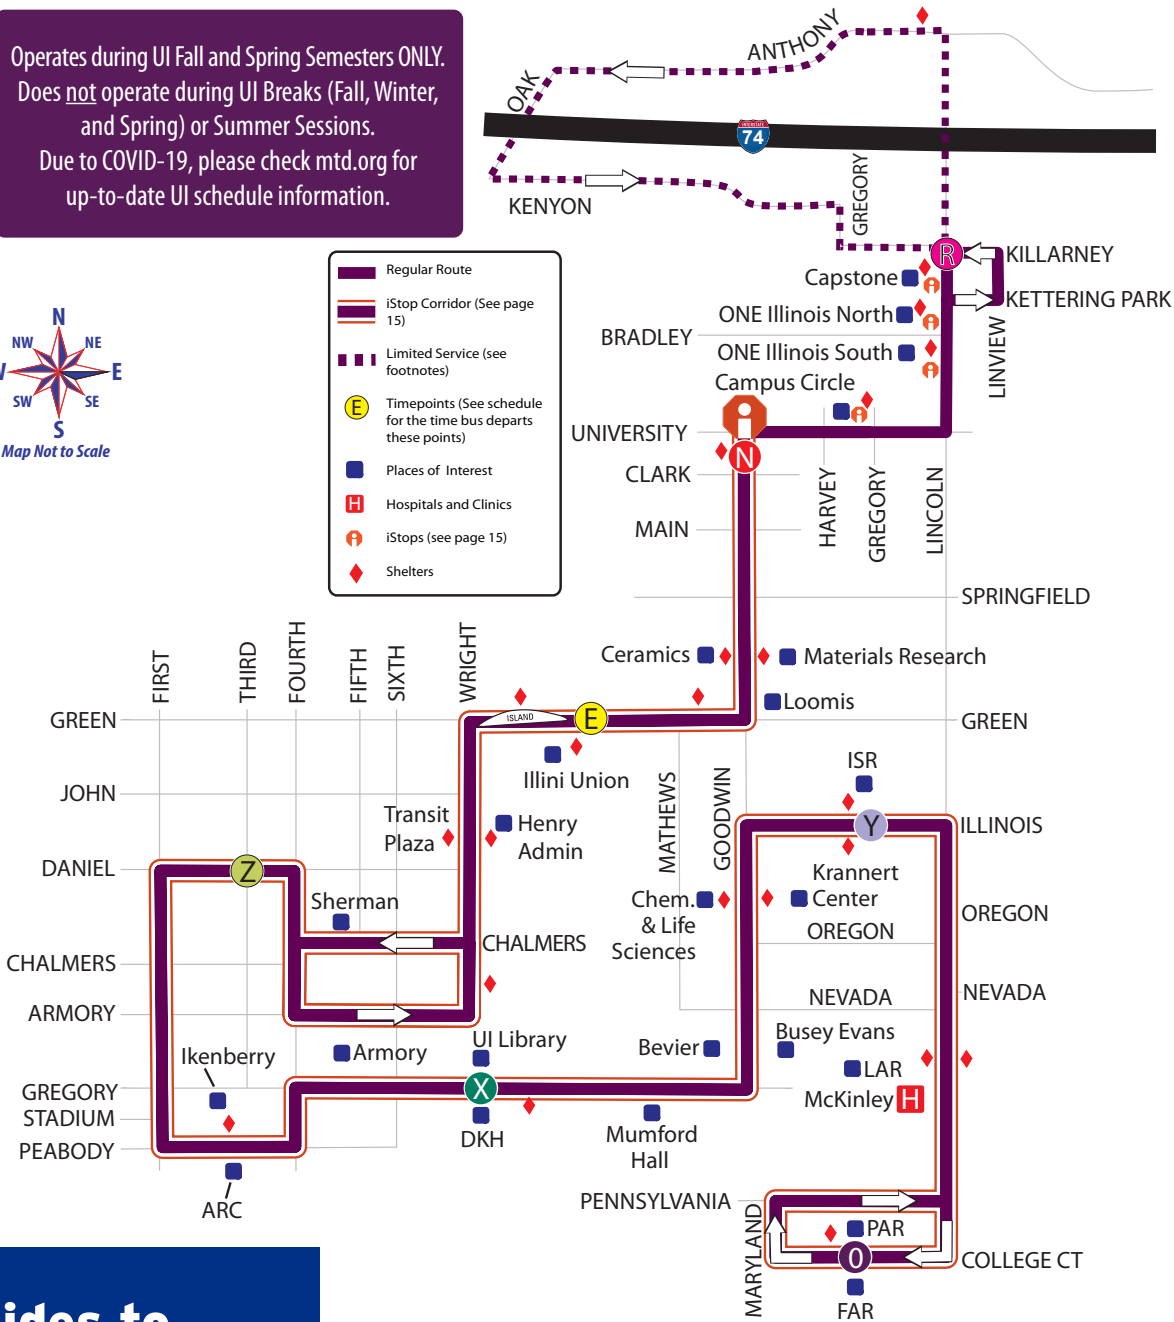 Operates during UI Fall and Spring Semesters ONLY.
Does not operate during UI Breaks (Fall, Winter,
and Spring) or Summer Sessions.
Due to COVID-19, please check mtd.org for
up-to-date UI schedule information.
ANTHONY
OAK
INTERSTATE
74
KENYON
GREGORY
R
KILLARNEY
Capstone
KETTERING PARK
ONE Illinois North
BRADLEY
LINVIEW
ONE Illinois South
Campus Circle
UNIVERSITY
N
CLARK
MAIN
HARVEY
GREGORY
LINCOLN
SPRINGFIELD
N
NW
NE
W
E
SW
SE
S
Map Not to Scale
Regular Route
iStop Corridor (See page
15)
Limited Service (see
footnotes)
E
Timepoints (See schedule
for the time bus departs
these points)
Places of Interest
H
Hospitals and Clinics
iStops (see page 15)
Shelters
FIRST
THIRD
FOURTH
FIFTH
SIXTH
WRIGHT
Ceramics
Materials Research
Loomis
GREEN
ISLAND
E
GREEN
Illini Union
JOHN
MATHEWS
GOODWIN
ISR
Transit
Plaza
Henry
Admin
Y
ILLINOIS
DANIEL
Z
Krannert
Center
Sherman
Chem.
& Life
Sciences
OREGON
OREGON
CHALMERS
CHALMERS
NEVADA
NEVADA
ARMORY
UI Library
Armory
Bevier
Busey Evans
Ikenberry
LAR
GREGORY
X
McKinley
H
STADIUM
DKH
Mumford
Hall
PEABODY
ARC
PENNSYLVANIA
MARYLAND
PAR
O
COLLEGE CT
FAR
ides to